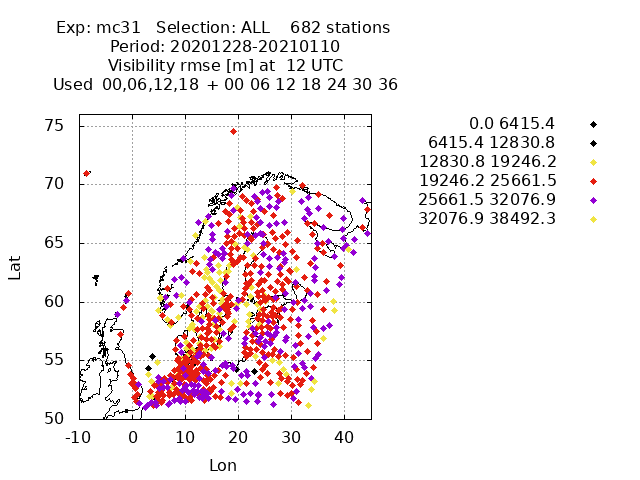 Exp: mc31 Selection: ALL 682 stations
Period: 20201228-20210110
Visibility rmse [m] at 12 UTC
Used 00,06,12,18 + 00 06 12 18 24 30 36
0.0 6415.4
6415.4 12830.8
12830.8 19246.2
19246.2 25661.5
25661.5 32076.9
32076.9 38492.3
75
70
65
60
55
50
Lat
-10 0 10 20 30 40
Lon